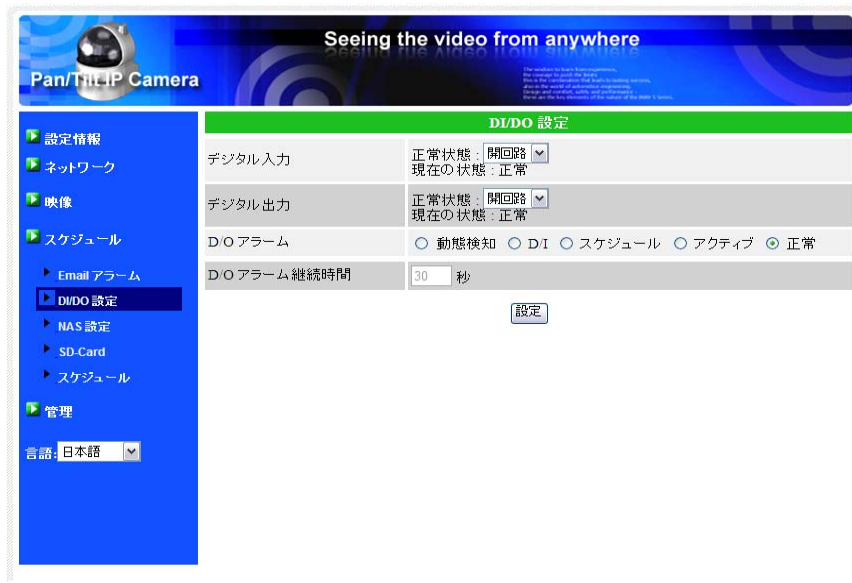 Seeing the video from anywhere
Pan/Tilt IP Camera
設定情報
ネットワーク
映像
スケジュール
Email アラーム
DI/DO 設定
NAS 設定
SD-Card
スケジュール
管理
言語: 日本語
DI/DO 設定
デジタル入力
正常状態 : 開回路
現在の状態 : 正常
デジタル出力
正常状態 : 開回路
現在の状態 : 正常
D/O アラーム
動態検知 D/I スケジュール アクティブ 正常
D/O アラーム継続時間
30 秒
設定